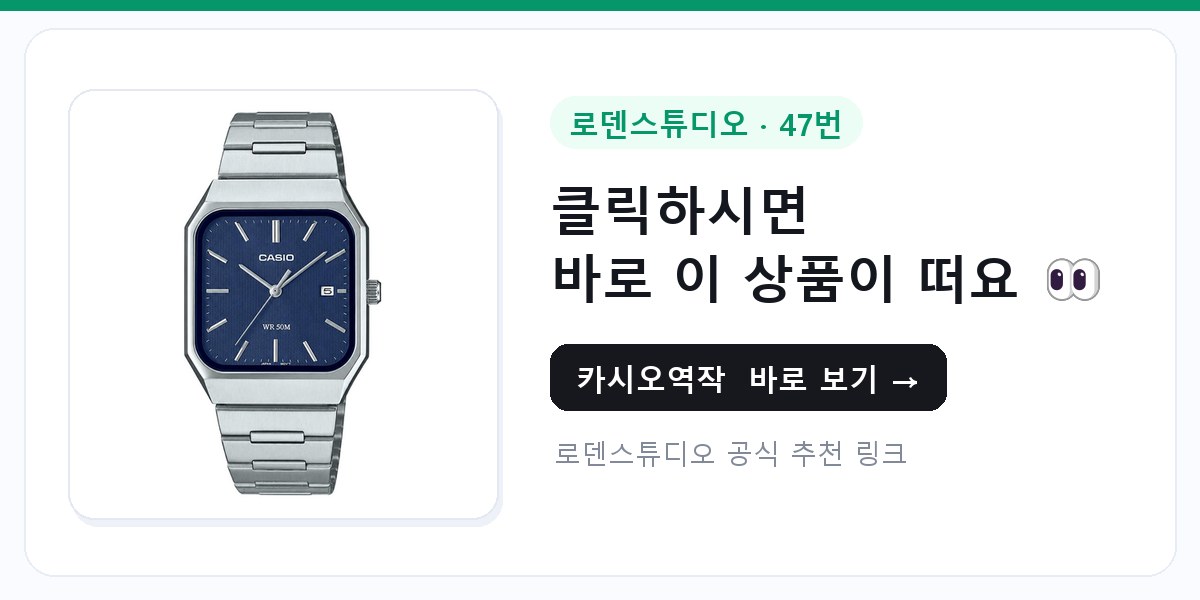 로덴스튜디오 · 47번
클릭하시면
바로 이 상품이 떠요 👀
카시오역작 바로 보기 →
로덴스튜디오 공식 추천 링크
CASIO
5
WR 50M